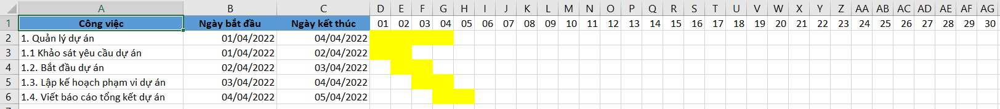 A B C D E F G H I J K L M N O P Q R S T U V W X Y Z AA AB AC AD AE AF AG
1 Công việc Ngày bắt đầu Ngày kết thúc 01 02 03 04 05 06 07 08 09 10 11 12 13 14 15 16 17 18 19 20 21 22 23 24 25 26 27 28 29 30
2 1. Quản lý dự án 01/04/2022 04/04/2022
3 1.1 Khảo sát yêu cầu dự án 01/04/2022 02/04/2022
4 1.2. Bắt đầu dự án 02/04/2022 03/04/2022
5 1.3. Lập kế hoạch phạm vi dự án 03/04/2022 04/04/2022
6 1.4. Viết báo cáo tổng kết dự án 04/04/2022 05/04/2022